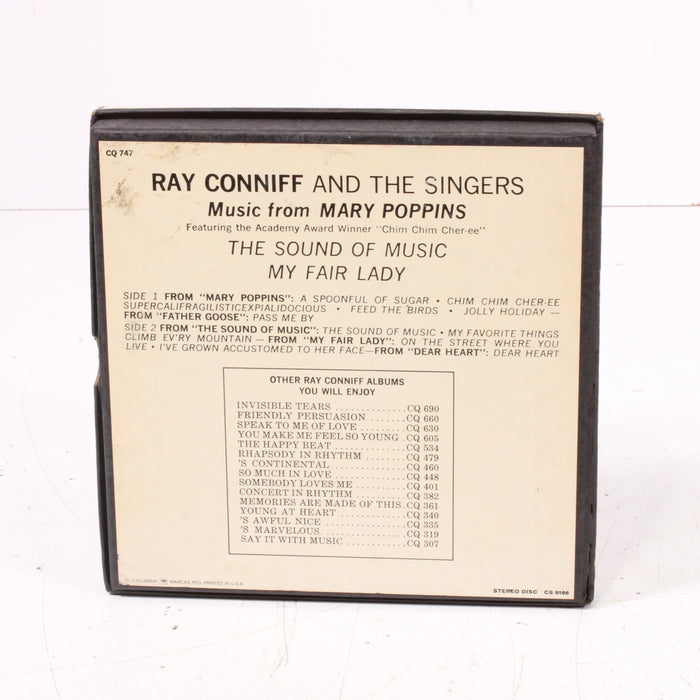 CQ 747
RAY CONNIFF AND THE SINGERS
Music from MARY POPPINS
Featuring the Academy Award Winner "Chim Chim Cher-ee"
THE SOUND OF MUSIC
MY FAIR LADY
SIDE 1 FROM "MARY POPPINS": A SPOONFUL OF SUGAR • CHIM CHIM CHER-EE
SUPERCALIFRAGILISTICEXPIALIDOCIOUS • FEED THE BIRDS • JOLLY HOLIDAY —
FROM "FATHER GOOSE": PASS ME BY
SIDE 2 FROM "THE SOUND OF MUSIC": THE SOUND OF MUSIC • MY FAVORITE THINGS
CLIMB EV'RY MOUNTAIN — FROM "MY FAIR LADY": ON THE STREET WHERE YOU
LIVE • I'VE GROWN ACCUSTOMED TO HER FACE—FROM "DEAR HEART": DEAR HEART
OTHER RAY CONNIFF ALBUMS
YOU WILL ENJOY
INVISIBLE TEARS .............. CQ 690
FRIENDLY PERSUASION ....... CQ 660
SPEAK TO ME OF LOVE ......... CQ 630
YOU MAKE ME FEEL SO YOUNG . CQ 605
THE HAPPY BEAT .............. CQ 534
RHAPSODY IN RHYTHM ........ CQ 479
'S CONTINENTAL .............. CQ 460
SO MUCH IN LOVE ............. CQ 448
SOMEBODY LOVES ME .......... CQ 401
CONCERT IN RHYTHM .......... CQ 382
MEMORIES ARE MADE OF THIS. CQ 361
YOUNG AT HEART ............. CQ 340
'S AWFUL NICE ................ CQ 335
'S MARVELOUS ................ CQ 319
SAY IT WITH MUSIC ........... CQ 307
© "COLUMBIA" MARCAS REG. PRINTED IN U.S.A.
STEREO DISC CS 9166